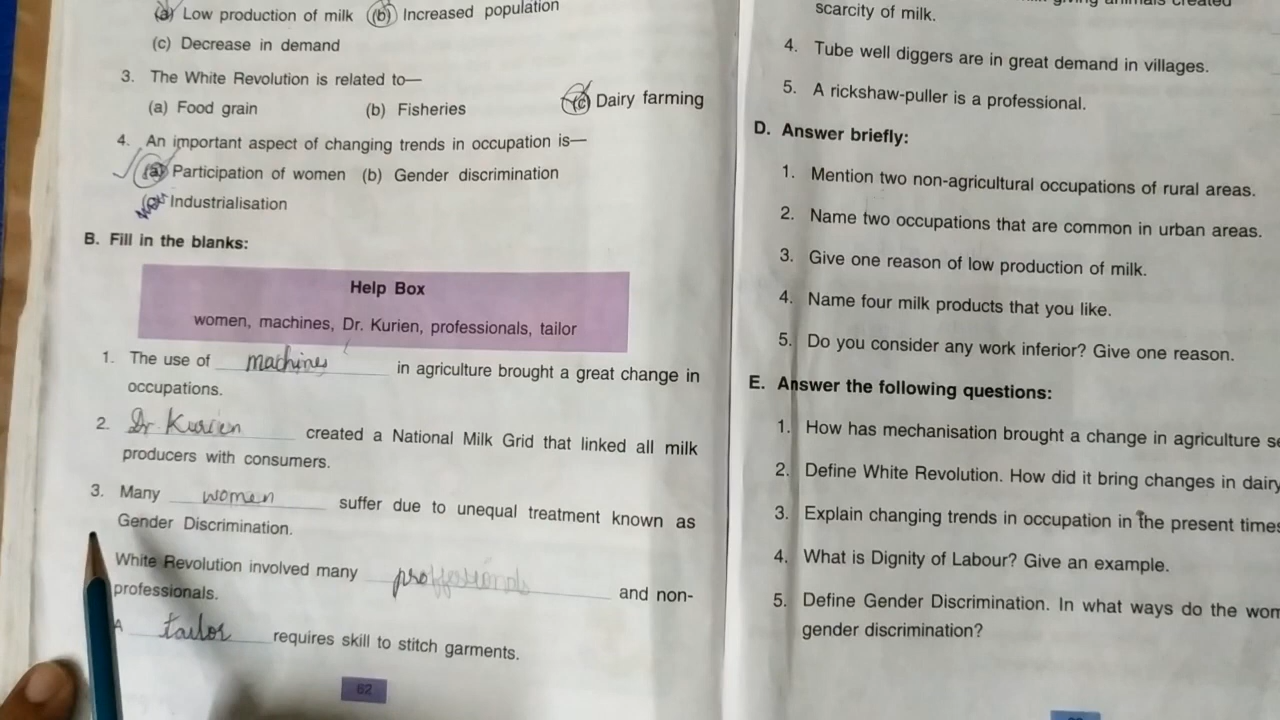 (a) Low production of milk (b) Increased population
(c) Decrease in demand
3. The White Revolution is related to—
(a) Food grain (b) Fisheries (c) Dairy farming
4. An important aspect of changing trends in occupation is—
(a) Participation of women (b) Gender discrimination
(c) Industrialisation
B. Fill in the blanks:
Help Box
women, machines, Dr. Kurien, professionals, tailor
1. The use of machines in agriculture brought a great change in
occupations.
2. Dr. Kurien created a National Milk Grid that linked all milk
producers with consumers.
3. Many women suffer due to unequal treatment known as
Gender Discrimination.
White Revolution involved many proffessionals and non-
professionals.
A tailor requires skill to stitch garments.
62
giving animals created
scarcity of milk.
4. Tube well diggers are in great demand in villages.
5. A rickshaw-puller is a professional.
D. Answer briefly:
1. Mention two non-agricultural occupations of rural areas.
2. Name two occupations that are common in urban areas.
3. Give one reason of low production of milk.
4. Name four milk products that you like.
5. Do you consider any work inferior? Give one reason.
E. Answer the following questions:
1. How has mechanisation brought a change in agriculture se
2. Define White Revolution. How did it bring changes in dairy
3. Explain changing trends in occupation in the present times
4. What is Dignity of Labour? Give an example.
5. Define Gender Discrimination. In what ways do the wom
gender discrimination?